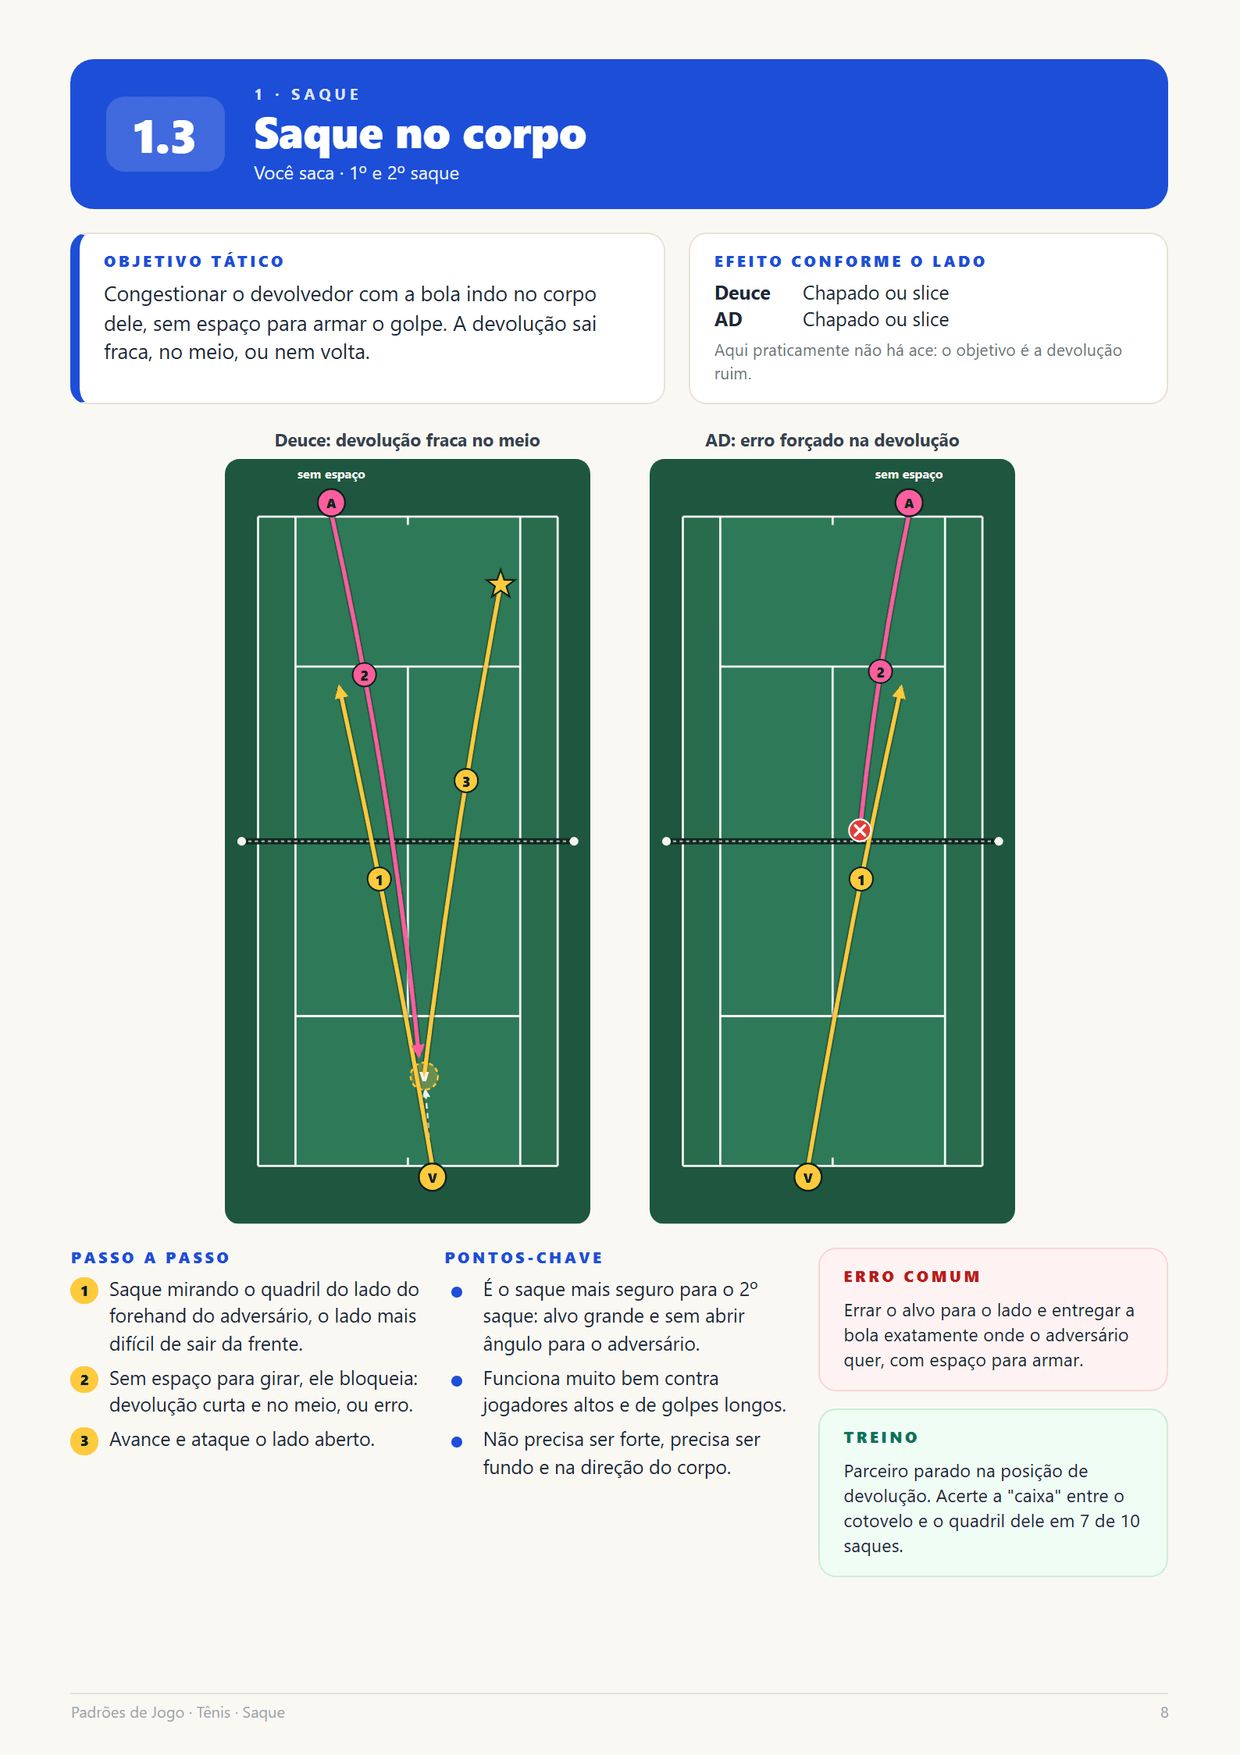 1 · SAQUE
1.3
Saque no corpo
Você saca · 1º e 2º saque
OBJETIVO TÁTICO
Congestionar o devolvedor com a bola indo no corpo
dele, sem espaço para armar o golpe. A devolução sai
fraca, no meio, ou nem volta.
EFEITO CONFORME O LADO
Deuce Chapado ou slice
AD Chapado ou slice
Aqui praticamente não há ace: o objetivo é a devolução
ruim.
Deuce: devolução fraca no meio
sem espaço
A
2
3
1
V
V
AD: erro forçado na devolução
sem espaço
A
2
1
V
PASSO A PASSO
1 Saque mirando o quadril do lado do
forehand do adversário, o lado mais
difícil de sair da frente.
2 Sem espaço para girar, ele bloqueia:
devolução curta e no meio, ou erro.
3 Avance e ataque o lado aberto.
PONTOS-CHAVE
É o saque mais seguro para o 2º
saque: alvo grande e sem abrir
ângulo para o adversário.
Funciona muito bem contra
jogadores altos e de golpes longos.
Não precisa ser forte, precisa ser
fundo e na direção do corpo.
ERRO COMUM
Errar o alvo para o lado e entregar a
bola exatamente onde o adversário
quer, com espaço para armar.
TREINO
Parceiro parado na posição de
devolução. Acerte a "caixa" entre o
cotovelo e o quadril dele em 7 de 10
saques.
Padrões de Jogo · Tênis · Saque
8